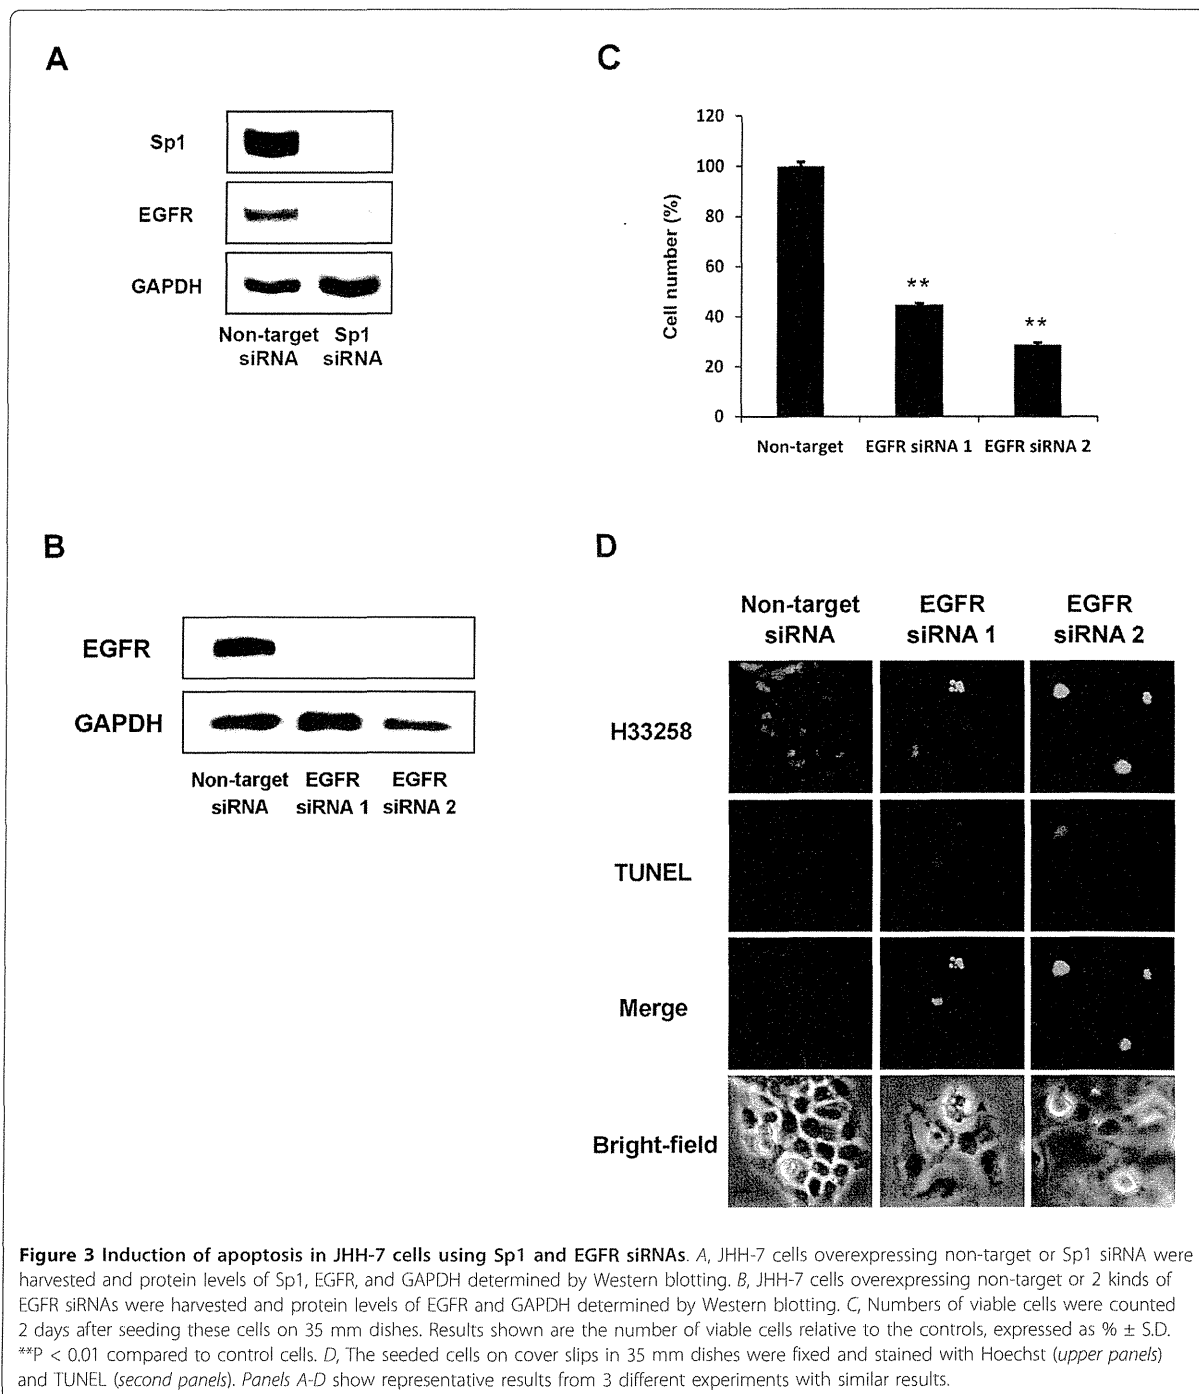 A
Sp1
EGFR
GAPDH
Non-target Sp1
siRNA siRNA
C
Cell number (%)
120
100
80
60
40
20
0
**
**
Non-target EGFR siRNA 1 EGFR siRNA 2
B
EGFR
GAPDH
Non-target EGFR EGFR
siRNA siRNA 1 siRNA 2
D
Non-target EGFR EGFR
siRNA siRNA 1 siRNA 2
H33258
TUNEL
Merge
Bright-field
Figure 3 Induction of apoptosis in JHH-7 cells using Sp1 and EGFR siRNAs. A, JHH-7 cells overexpressing non-target or Sp1 siRNA were
harvested and protein levels of Sp1, EGFR, and GAPDH determined by Western blotting. B, JHH-7 cells overexpressing non-target or 2 kinds of
EGFR siRNAs were harvested and protein levels of EGFR and GAPDH determined by Western blotting. C, Numbers of viable cells were counted
2 days after seeding these cells on 35 mm dishes. Results shown are the number of viable cells relative to the controls, expressed as % ± S.D.
**P < 0.01 compared to control cells. D, The seeded cells on cover slips in 35 mm dishes were fixed and stained with Hoechst (upper panels)
and TUNEL (second panels). Panels A-D show representative results from 3 different experiments with similar results.